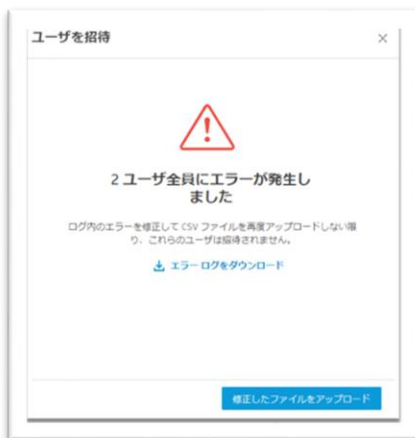 ユーザを招待
2 ユーザ全員にエラーが発生し
ました
ログ内のエラーを修正して CSV ファイルを再度アップロードしない限
り、これらのユーザは招待されません。
エラー ログをダウンロード
修正したファイルをアップロード